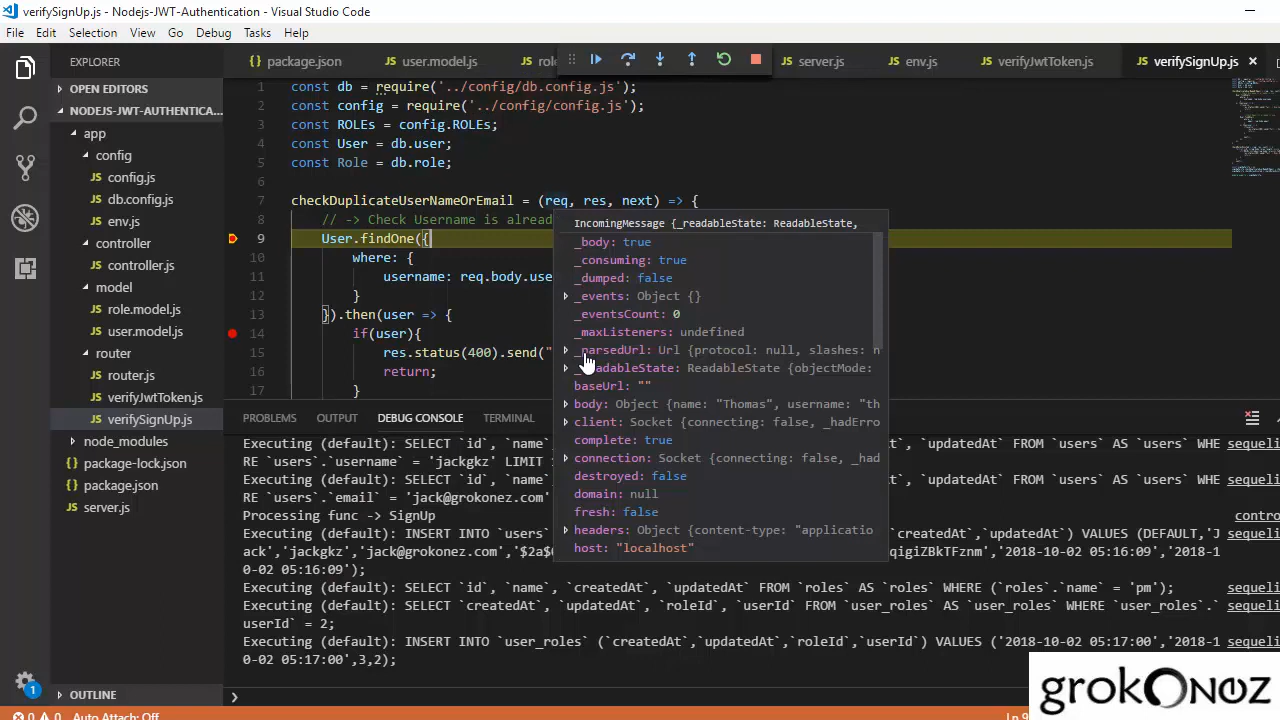 verifySignUp.js - Nodejs-JWT-Authentication - Visual Studio Code
File Edit Selection View Go Debug Tasks Help
EXPLORER
OPEN EDITORS
NODEJS-JWT-AUTHENTICA...
app
config
JS config.js
JS db.config.js
JS env.js
controller
JS controller.js
model
JS role.model.js
JS user.model.js
router
JS router.js
JS verifyJwtToken.js
JS verifySignUp.js
node_modules
package-lock.json
package.json
JS server.js
OUTLINE
1
package.json JS user.model.js JS server.js JS env.js JS verifyJwtToken.js JS verifySignUp.js
1 const db = require('../config/db.config.js');
2 const config = require('../config/config.js');
3 const ROLEs = config.ROLEs;
4 const User = db.user;
5 const Role = db.role;
6
7 checkDuplicateUserNameOrEmail = (req, res, next) => {
8 // -> Check Username is alread
9 User.findOne({
10 where: {
11 username: req.body.use
12 }
13 }).then(user => {
14 if(user){
15 res.status(400).send("
16 return;
17 }
IncomingMessage {_readableState: ReadableState,
_body: true
_consuming: true
_dumped: false
_events: Object {}
_eventsCount: 0
_maxListeners: undefined
_parsedUrl: Url {protocol: null, slashes: n
_readableState: ReadableState {objectMode:
baseUrl: ""
body: Object {name: "Thomas", username: "th
client: Socket {connecting: false, _hadErro
complete: true
connection: Socket {connecting: false, _had
destroyed: false
domain: null
fresh: false
headers: Object {content-type: "applicatio
host: "localhost"
PROBLEMS OUTPUT DEBUG CONSOLE TERMINAL
Executing (default): SELECT `id`, `name`, at`, `updatedAt` FROM `users` AS `users` WHE sequeli
RE `users`.`username` = 'jackgkz' LIMIT
Executing (default): SELECT `id`, `name`, at`, `updatedAt` FROM `users` AS `users` WHE sequeli
RE `users`.`email` = 'jack@grokonez.com'
Processing func -> SignUp contro
Executing (default): INSERT INTO `users` `createdAt`,`updatedAt`) VALUES (DEFAULT,'J sequeli
ack','jackgkz','jack@grokonez.com','$2a$ qigiZBkTFznm','2018-10-02 05:16:09','2018-1
0-02 05:16:09');
Executing (default): SELECT `id`, `name`, `createdAt`, `updatedAt` FROM `roles` AS `roles` WHERE (`roles`.`name` = 'pm'); sequeli
Executing (default): SELECT `createdAt`, `updatedAt`, `roleId`, `userId` FROM `user_roles` AS `user_roles` WHERE `user_roles`.` sequeli
userId` = 2;
Executing (default): INSERT INTO `user_roles` (`createdAt`,`updatedAt`,`roleId`,`userId`) VALUES ('2018-10-02 05:17:00','2018-1 sequeli
0-02 05:17:00',3,2);
0 0 Auto Attach: Off
Ln 9
grokonez